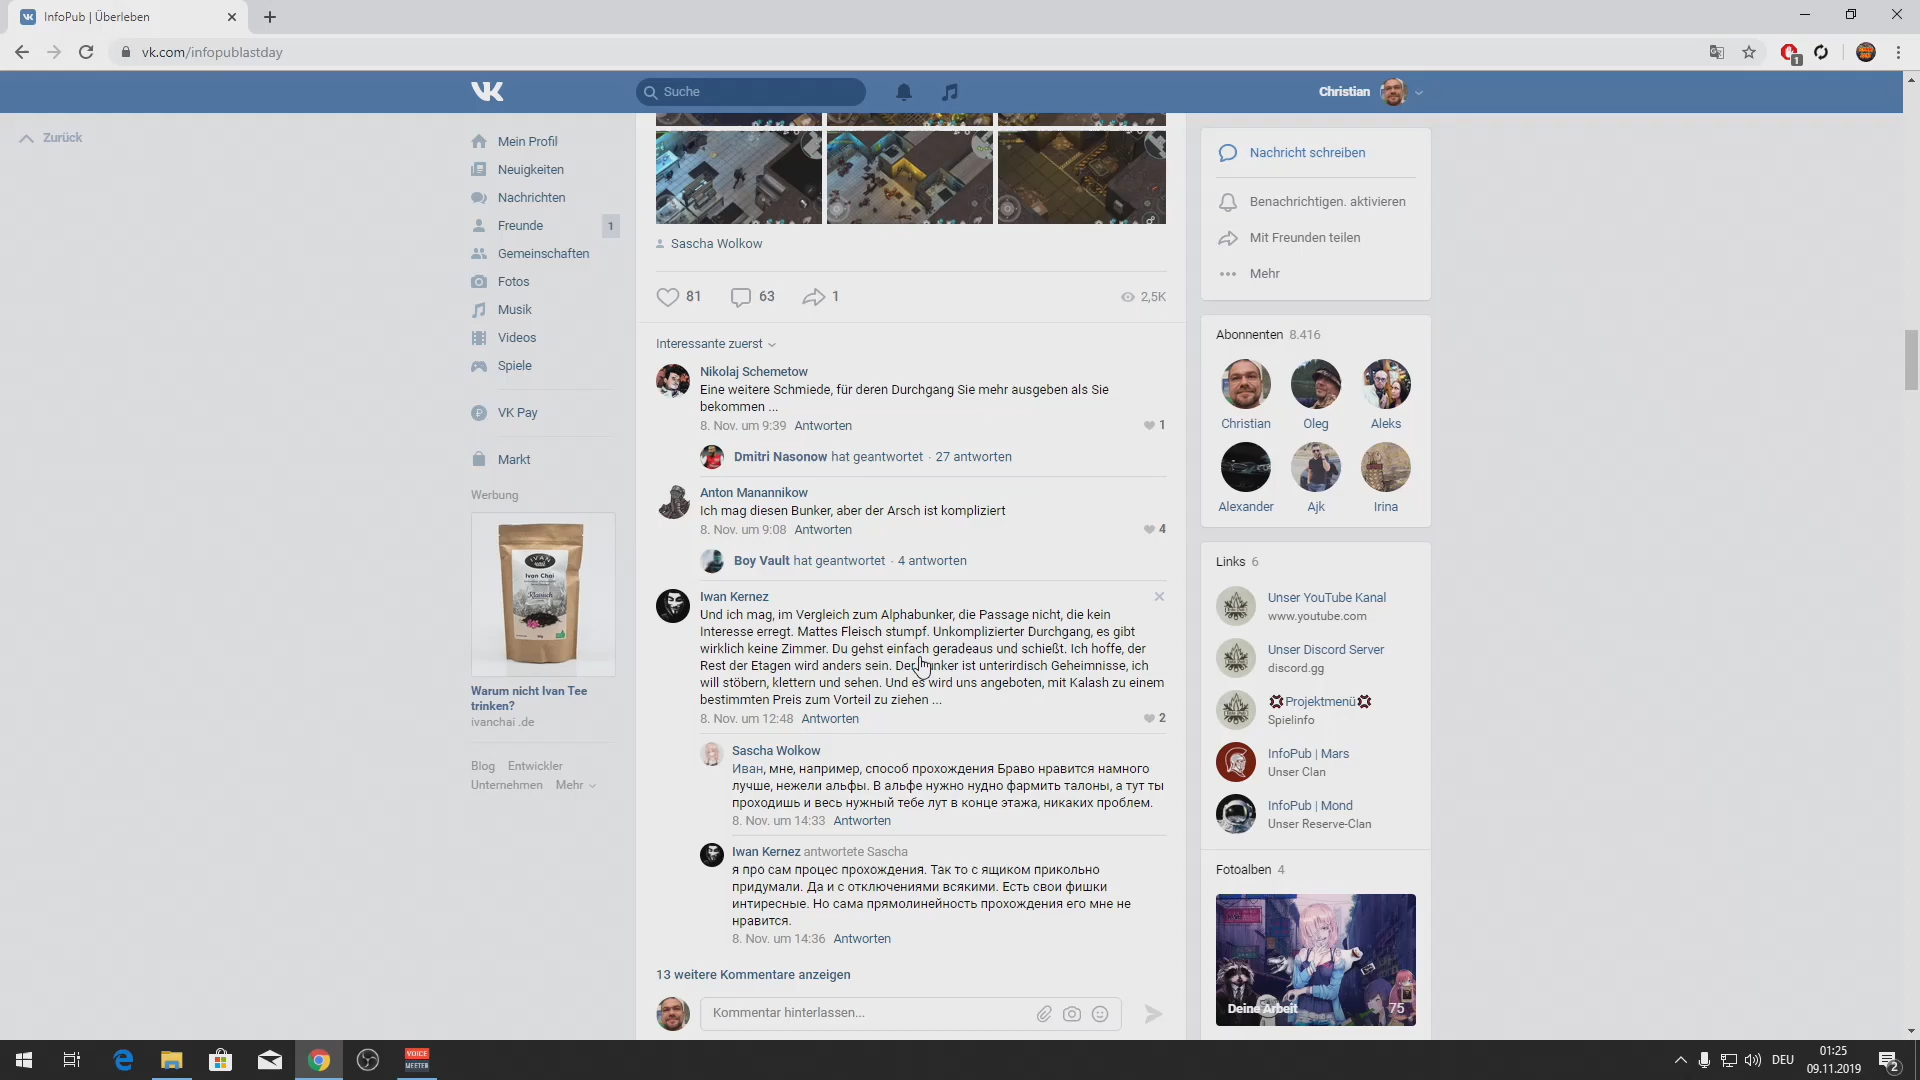 InfoPub | Überleben
vk.com/infopublastday
1
Suche
Christian
Zurück
Mein Profil
Neuigkeiten
Nachrichten
Freunde
1
Gemeinschaften
Fotos
Musik
Videos
Spiele
VK Pay
Markt
Werbung
IVAN
Ivan Chai
Klassisch
Warum nicht Ivan Tee
trinken?
ivanchai .de
Blog Entwickler
Unternehmen Mehr
Sascha Wolkow
81 63 1 2,5K
Interessante zuerst
Nikolaj Schemetow
Eine weitere Schmiede, für deren Durchgang Sie mehr ausgeben als Sie
bekommen ...
8. Nov. um 9:39 Antworten 1
Dmitri Nasonow hat geantwortet · 27 antworten
Anton Manannikow
Ich mag diesen Bunker, aber der Arsch ist kompliziert
8. Nov. um 9:08 Antworten 4
Boy Vault hat geantwortet · 4 antworten
Iwan Kernez
Und ich mag, im Vergleich zum Alphabunker, die Passage nicht, die kein
Interesse erregt. Mattes Fleisch stumpf. Unkomplizierter Durchgang, es gibt
wirklich keine Zimmer. Du gehst einfach geradeaus und schießt. Ich hoffe, der
Rest der Etagen wird anders sein. Der Bunker ist unterirdisch Geheimnisse, ich
will stöbern, klettern und sehen. Und es wird uns angeboten, mit Kalash zu einem
bestimmten Preis zum Vorteil zu ziehen ...
8. Nov. um 12:48 Antworten 2
Sascha Wolkow
Иван, мне, например, способ прохождения Браво нравится намного
лучше, нежели альфы. В альфе нужно нудно фармить талоны, а тут ты
проходишь и весь нужный тебе лут в конце этажа, никаких проблем.
8. Nov. um 14:33 Antworten
Iwan Kernez antwortete Sascha
я про сам процес прохождения. Так то с ящиком прикольно
придумали. Да и с отключениями всякими. Есть свои фишки
интиресные. Но сама прямолинейность прохождения его мне не
нравится.
8. Nov. um 14:36 Antworten
13 weitere Kommentare anzeigen
Kommentar hinterlassen...
Nachricht schreiben
Benachrichtigen. aktivieren
Mit Freunden teilen
Mehr
Abonnenten 8.416
Christian Oleg Aleks
Alexander Ajk Irina
Links 6
Unser YouTube Kanal
www.youtube.com
Unser Discord Server
discord.gg
💢Projektmenü💢
Spielinfo
InfoPub | Mars
Unser Clan
InfoPub | Mond
Unser Reserve-Clan
Fotoalben 4
Deine Arbeit 75
VOICE
MEETER
DEU
01:25
09.11.2019
2